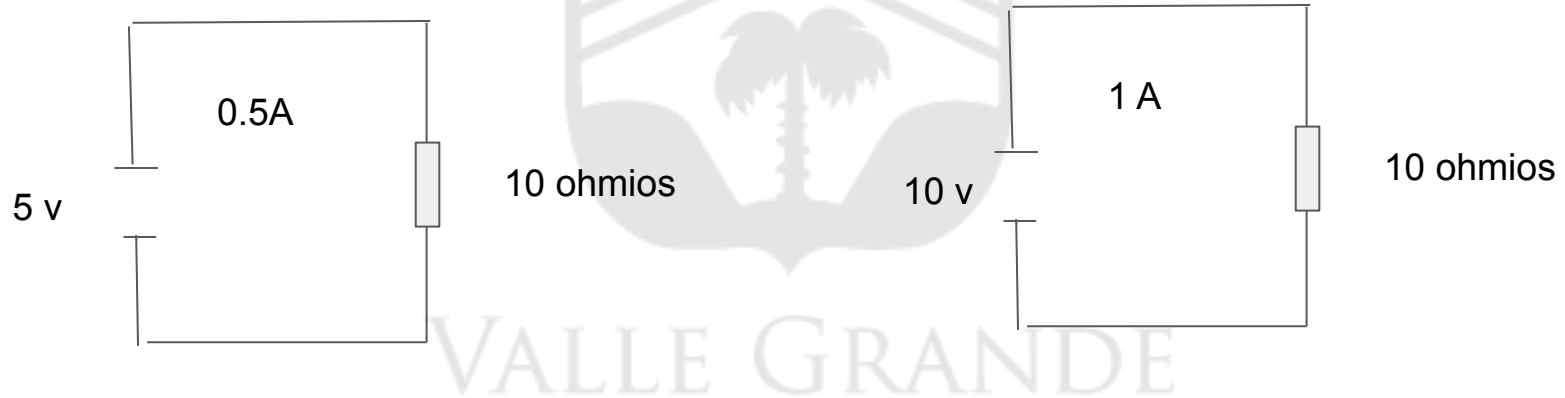 0.5A
5 v
10 ohmios
1 A
10 v
10 ohmios
VALLE GRANDE